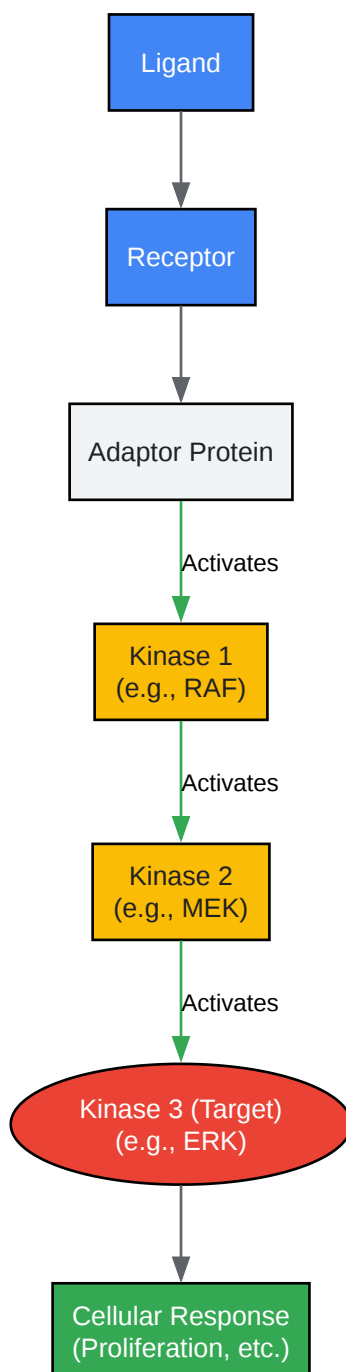 Ligand
Receptor
Adaptor Protein
Activates
Kinase 1
(e.g., RAF)
Activates
Kinase 2
(e.g., MEK)
Activates
Kinase 3 (Target)
(e.g., ERK)
Cellular Response
(Proliferation, etc.)